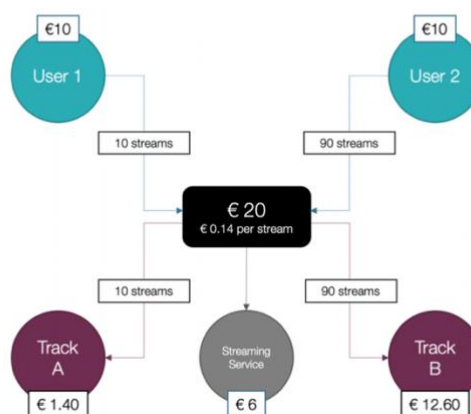 €10
€10
User 1
User 2
10 streams
90 streams
€ 20
€ 0.14 per stream
10 streams
90 streams
Track
A
Streaming
Service
Track
B
€ 1.40
€ 6
€ 12.60